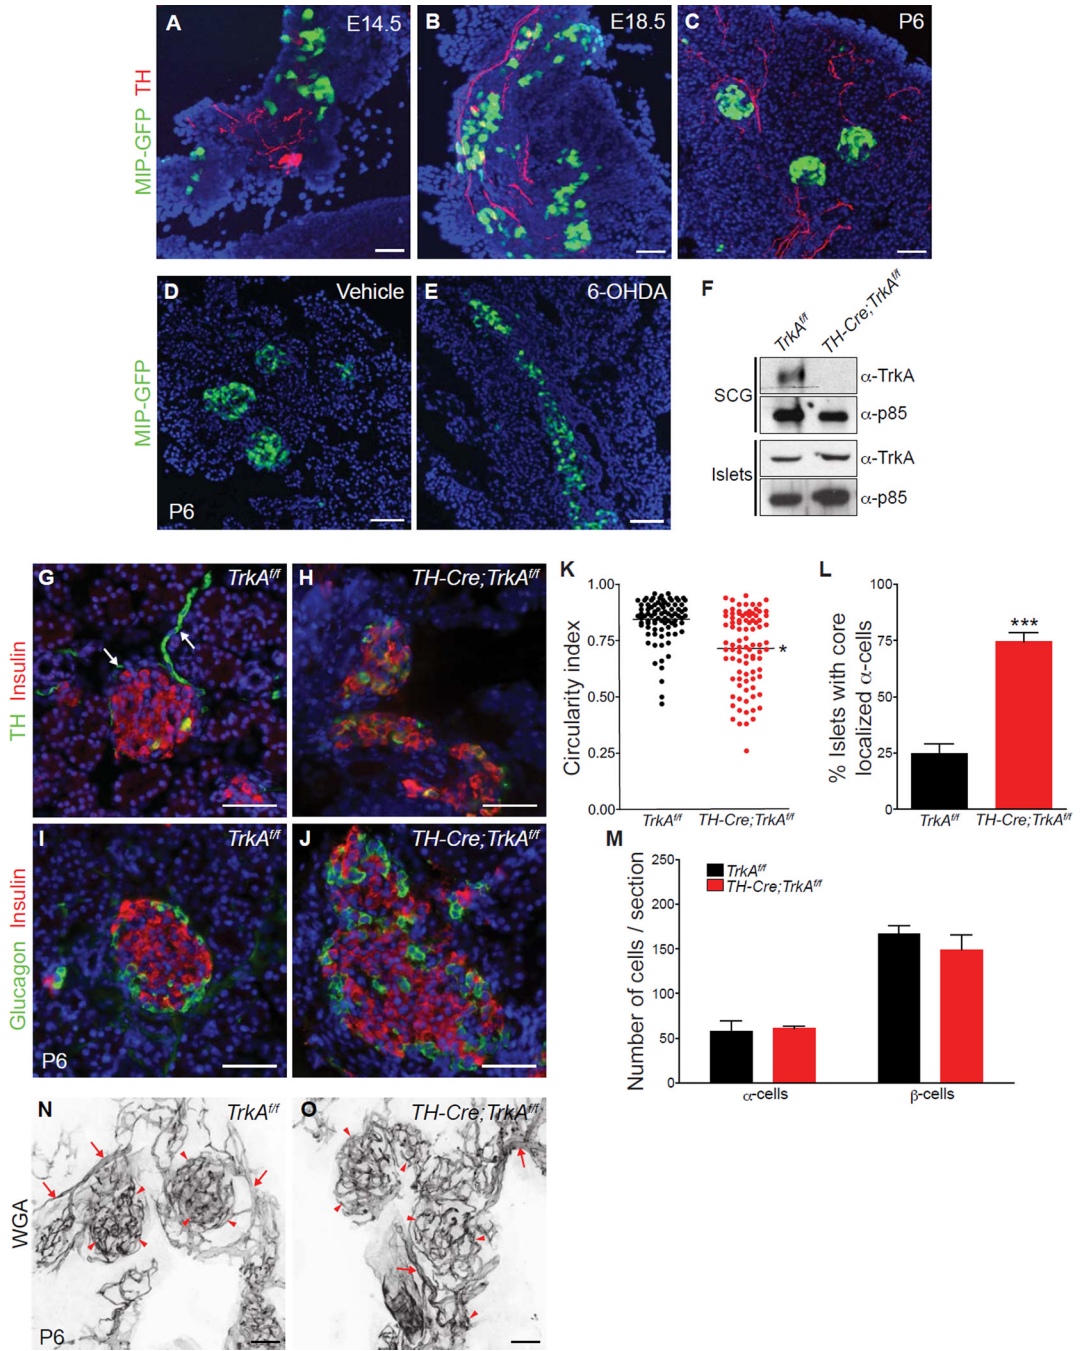 A
E14.5
B
E18.5
C
P6
MIP-GFP TH
D
Vehicle
E
6-OHDA
MIP-GFP
P6
F
TrkAf/f
TH-Cre;TrkAf/f
SCG
α-TrkA
α-p85
Islets
α-TrkA
α-p85
G
TrkAf/f
H
TH-Cre;TrkAf/f
TH Insulin
I
TrkAf/f
J
TH-Cre;TrkAf/f
Glucagon Insulin
P6
K
Circularity index
1.00
0.75
0.50
0.25
0.00
*
TrkAf/f
TH-Cre;TrkAf/f
L
% Islets with core
localized α-cells
100
75
50
25
0
***
TrkAf/f
TH-Cre;TrkAf/f
M
Number of cells / section
250
200
150
100
50
0
TrkAf/f
TH-Cre;TrkAf/f
α-cells
β-cells
N
TrkAf/f
O
TH-Cre;TrkAf/f
WGA
P6